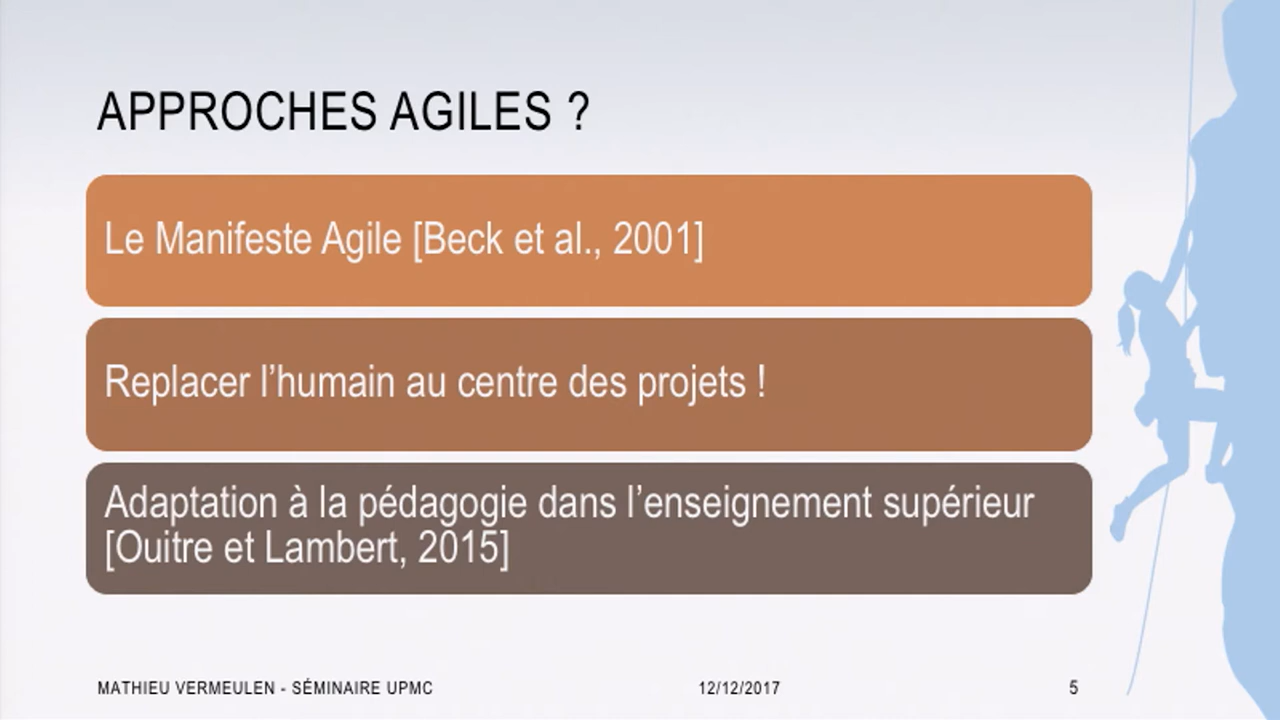 APPROCHES AGILES ?
Le Manifeste Agile [Beck et al., 2001]
Replacer l’humain au centre des projets !
Adaptation à la pédagogie dans l’enseignement supérieur
[Ouitre et Lambert, 2015]
MATHIEU VERMEULEN - SÉMINAIRE UPMC 12/12/2017 5